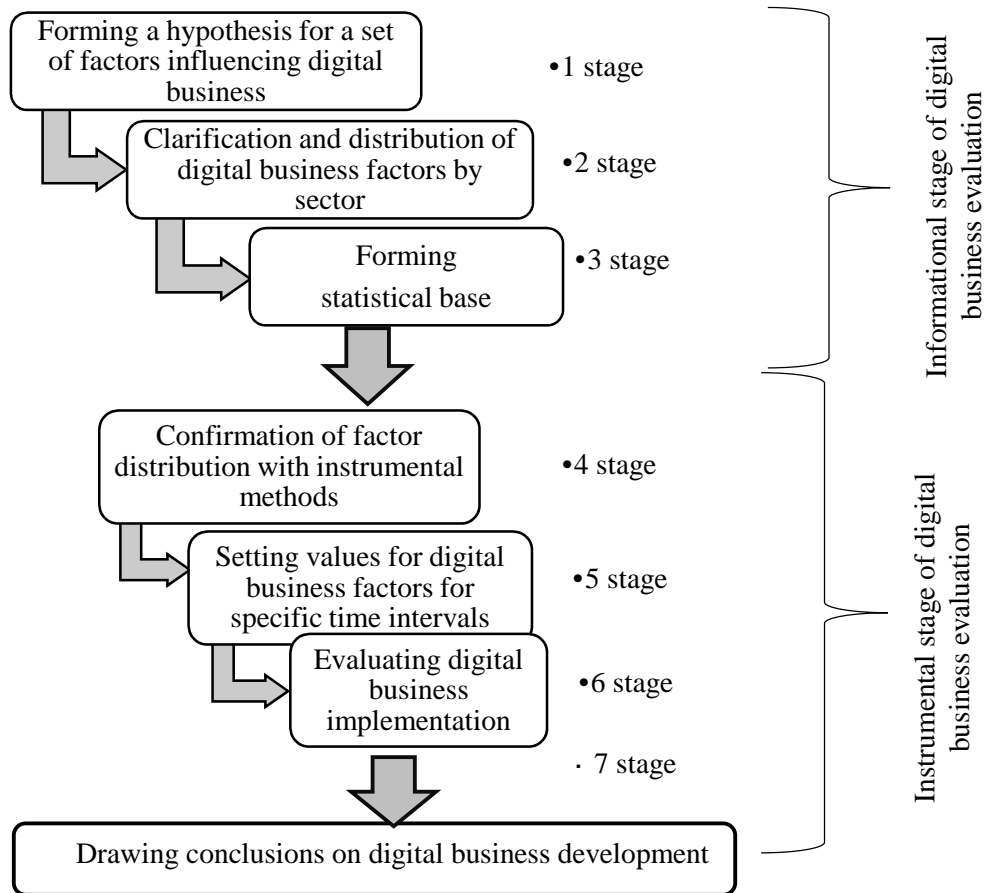 Forming a hypothesis for a set
of factors influencing digital
business
•1 stage
Clarification and distribution of
digital business factors by
sector
•2 stage
Forming
statistical base
•3 stage
Informational stage of digital
business evaluation
Confirmation of factor
distribution with instrumental
methods
•4 stage
Setting values for digital
business factors for
specific time intervals
•5 stage
Evaluating digital
business
implementation
•6 stage
· 7 stage
Instrumental stage of digital
business evaluation
Drawing conclusions on digital business development